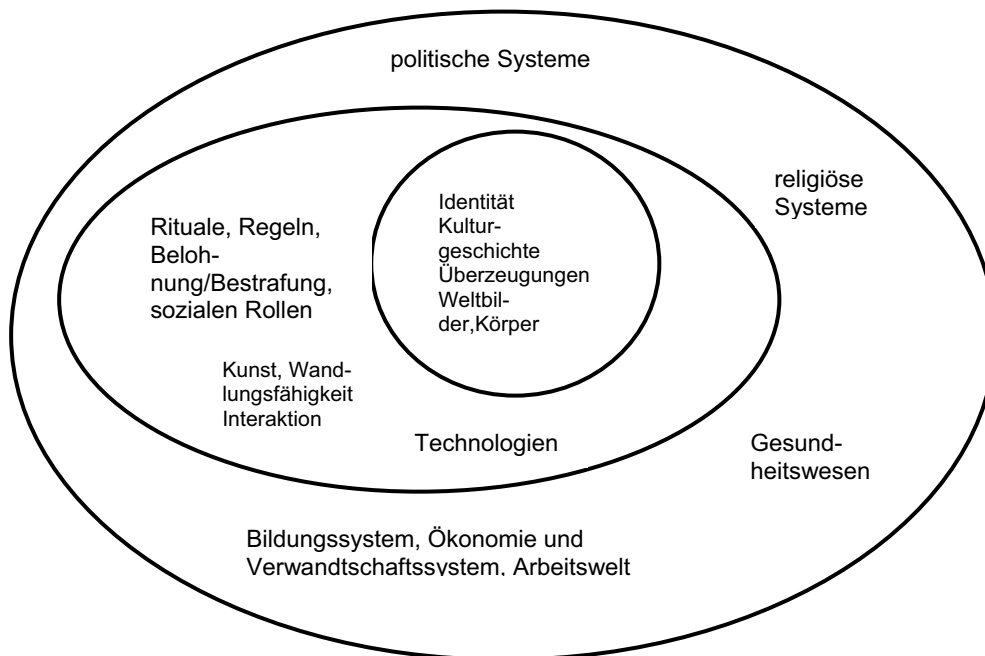 politische Systeme
religiöse
Systeme
Identität
Kultur-
geschichte
Überzeugungen
Weltbil-
der,Körper
Rituale, Regeln,
Beloh-
nung/Bestrafung,
sozialen Rollen
Kunst, Wand-
lungsfähigkeit
Interaktion
Technologien
Gesund-
heitswesen
Bildungssystem, Ökonomie und
Verwandtschaftssystem, Arbeitswelt